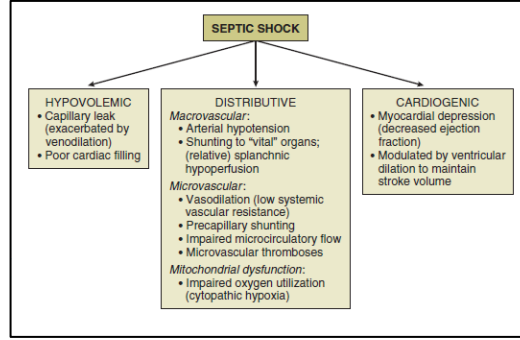 SEPTIC SHOCK
HYPOVOLEMIC
• Capillary leak
(exacerbated by
venodilation)
• Poor cardiac filling
DISTRIBUTIVE
Macrovascular:
• Arterial hypotension
• Shunting to "vital" organs;
(relative) splanchnic
hypoperfusion
Microvascular:
• Vasodilation (low systemic
vascular resistance)
• Precapillary shunting
• Impaired microcirculatory flow
• Microvascular thromboses
Mitochondrial dysfunction:
• Impaired oxygen utilization
(cytopathic hypoxia)
CARDIOGENIC
• Myocardial depression
(decreased ejection
fraction)
• Modulated by ventricular
dilation to maintain
stroke volume